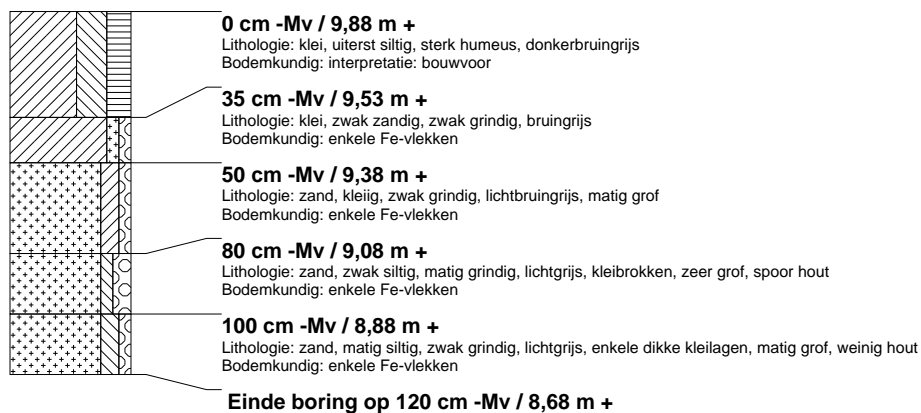 0 cm -Mv / 9,88 m +
Lithologie: klei, uiterst siltig, sterk humeus, donkerbruingrijs
Bodemkundig: interpretatie: bouwvoor
35 cm -Mv / 9,53 m +
Lithologie: klei, zwak zandig, zwak grindig, bruingrijs
Bodemkundig: enkele Fe-vlekken
50 cm -Mv / 9,38 m +
Lithologie: zand, kleiig, zwak grindig, lichtbruingrijs, matig grof
Bodemkundig: enkele Fe-vlekken
80 cm -Mv / 9,08 m +
Lithologie: zand, zwak siltig, matig grindig, lichtgrijs, kleibrokken, zeer grof, spoor hout
Bodemkundig: enkele Fe-vlekken
100 cm -Mv / 8,88 m +
Lithologie: zand, matig siltig, zwak grindig, lichtgrijs, enkele dikke kleilagen, matig grof, weinig hout
Bodemkundig: enkele Fe-vlekken
Einde boring op 120 cm -Mv / 8,68 m +